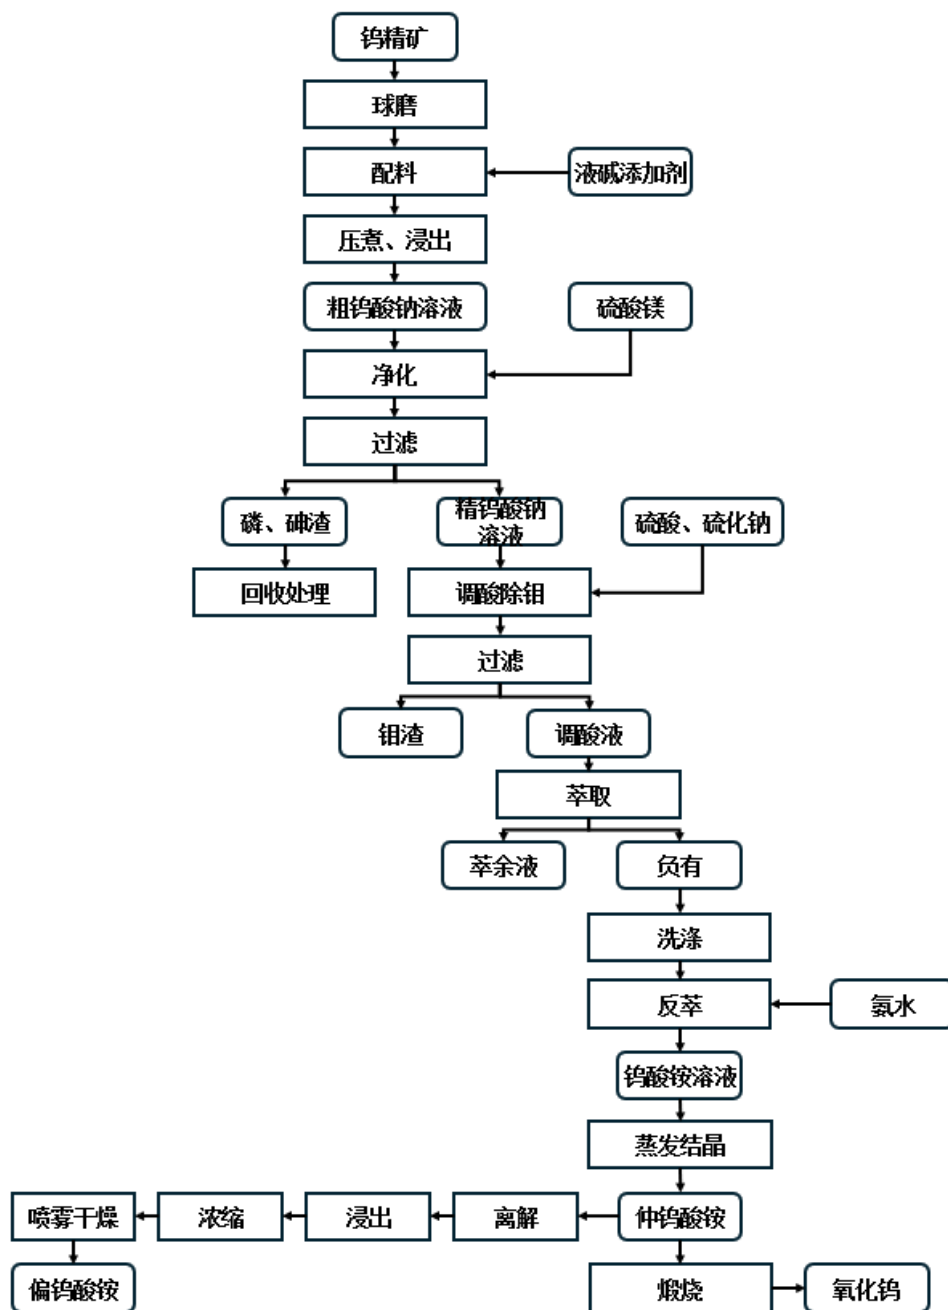 钨精矿
球磨
配料
液碱添加剂
压煮、浸出
粗钨酸钠溶液
硫酸镁
净化
过滤
磷、砷渣
精钨酸钠
溶液
硫酸、硫化钠
回收处理
调酸除钼
过滤
钼渣
调酸液
萃取
萃余液
负有
洗涤
反萃
氨水
钨酸铵溶液
蒸发结晶
喷雾干燥
浓缩
浸出
离解
仲钨酸铵
偏钨酸铵
煅烧
氧化钨